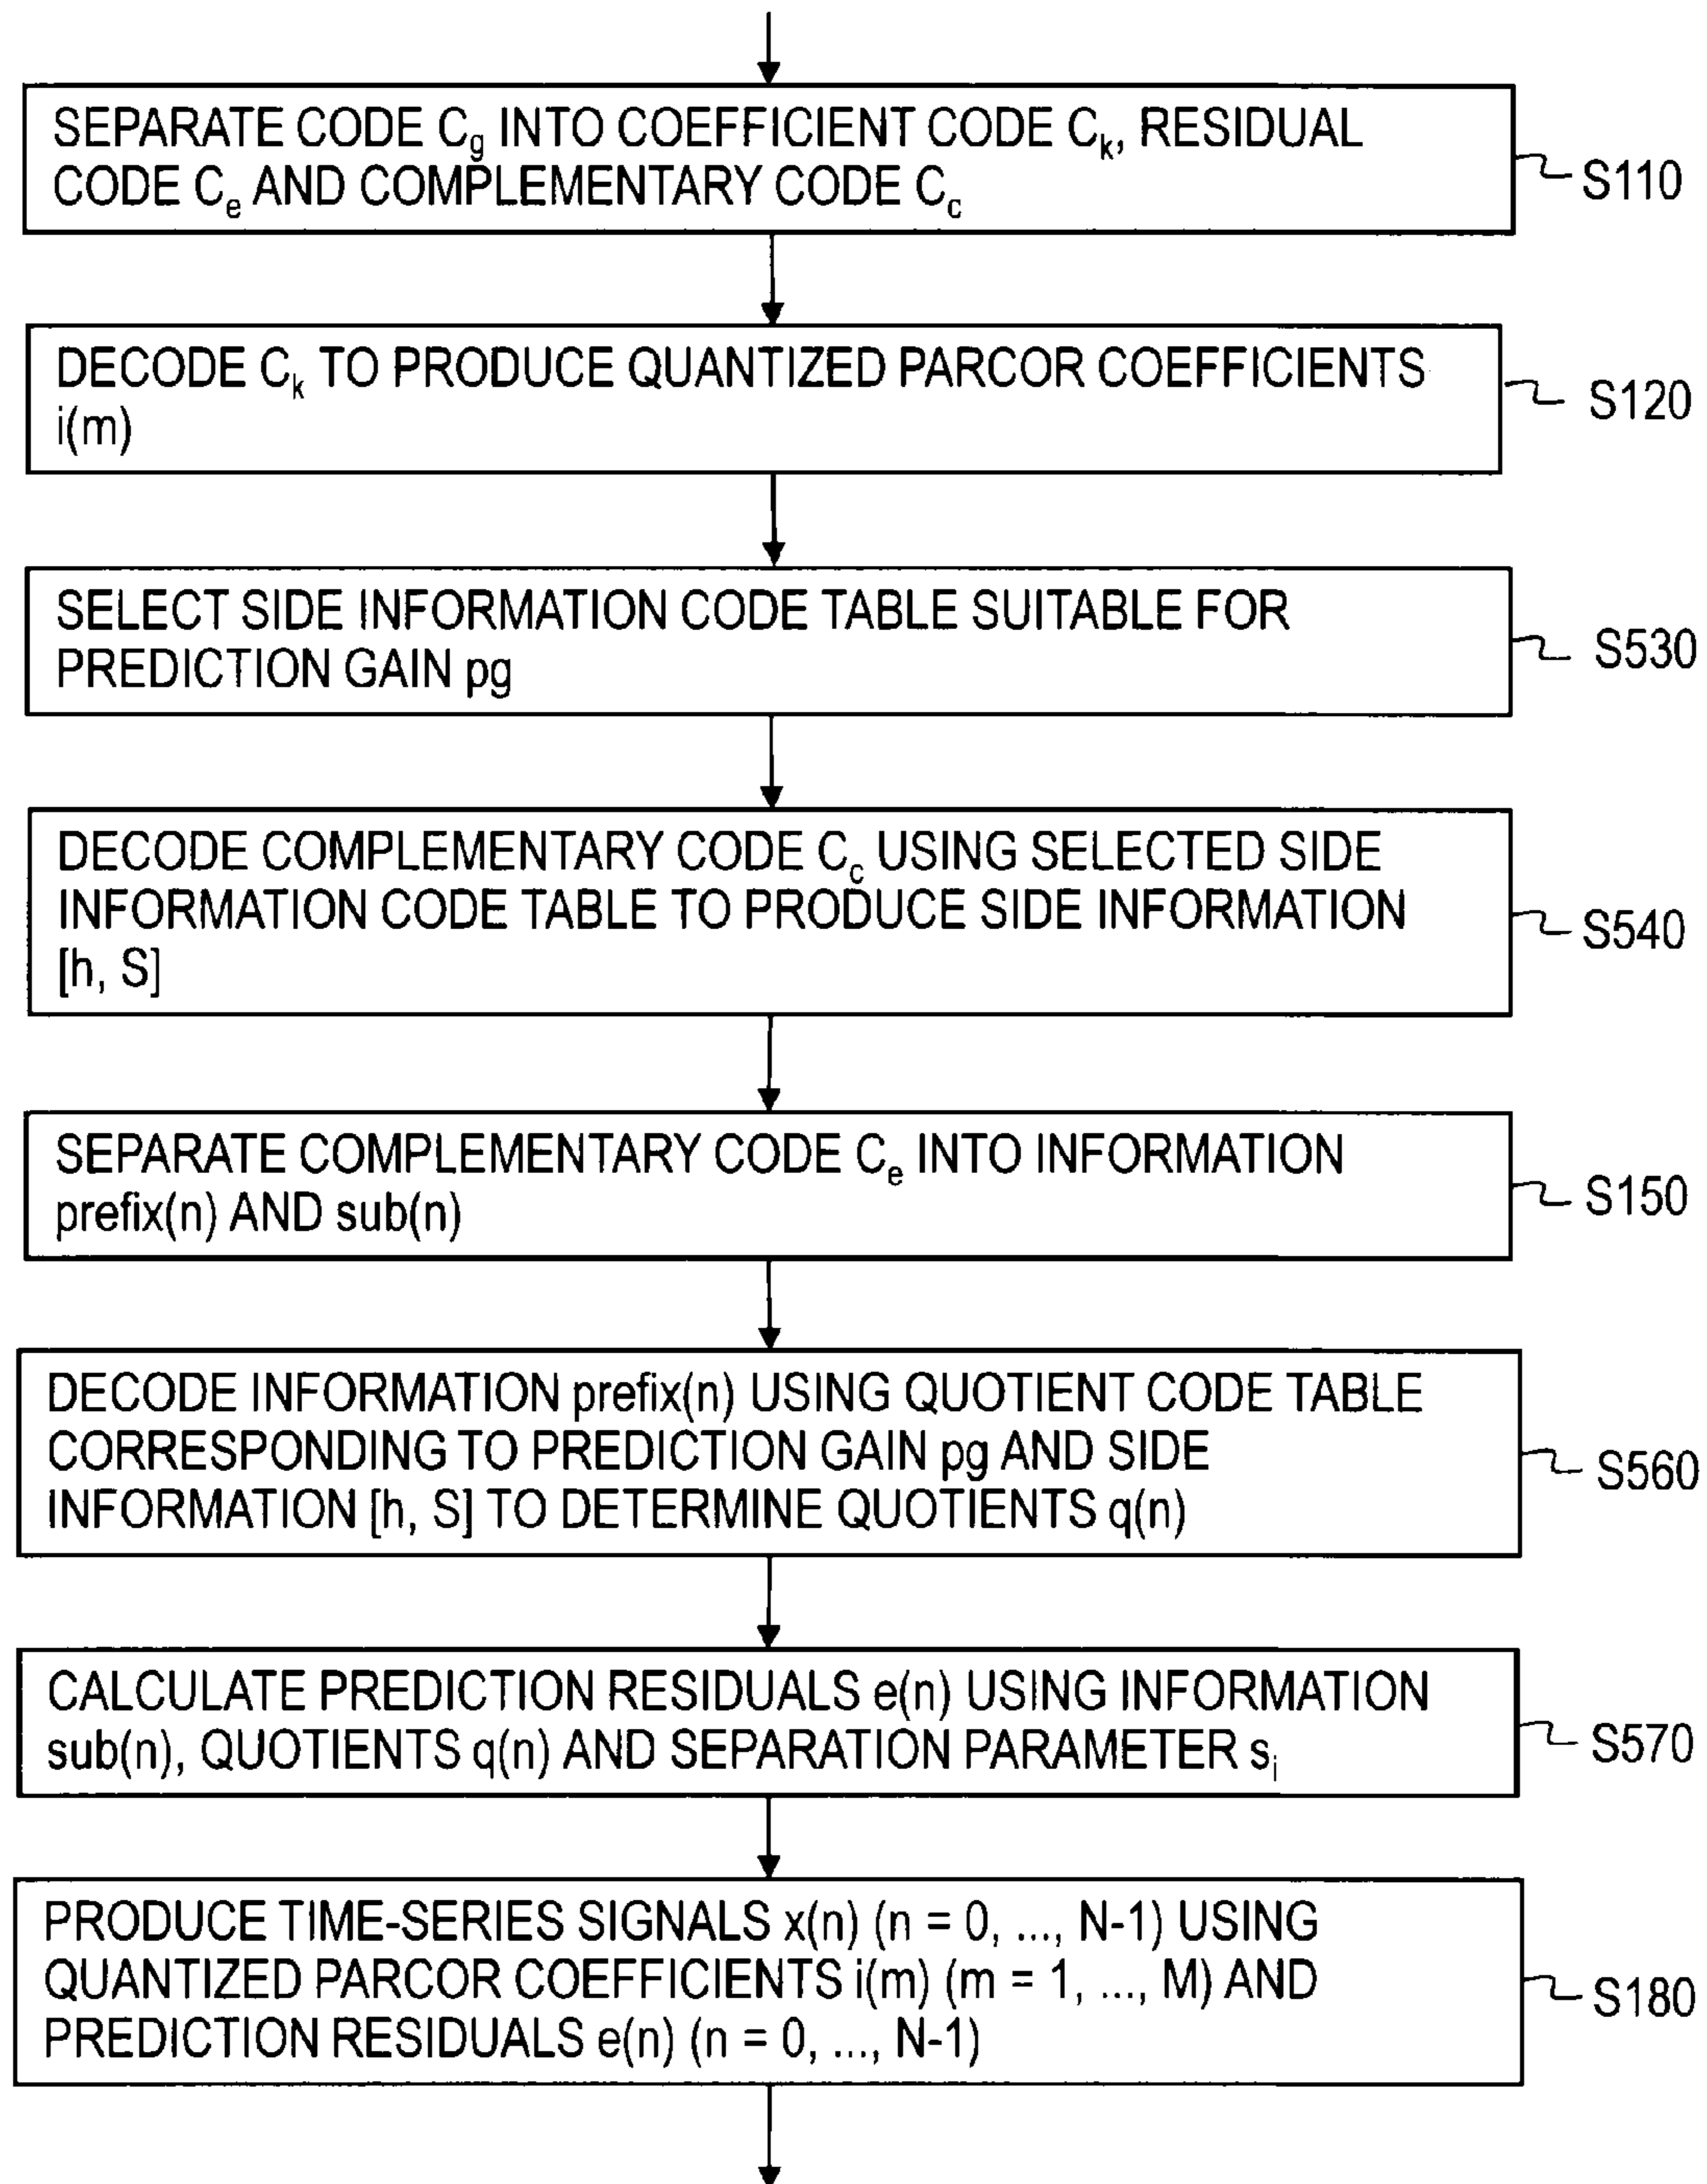 SEPARATE CODE Cg INTO COEFFICIENT CODE Ck, RESIDUAL
CODE Ce AND COMPLEMENTARY CODE Cc
S110
DECODE Ck TO PRODUCE QUANTIZED PARCOR COEFFICIENTS
i(m)
S120
SELECT SIDE INFORMATION CODE TABLE SUITABLE FOR
PREDICTION GAIN pg
S530
DECODE COMPLEMENTARY CODE Cc USING SELECTED SIDE
INFORMATION CODE TABLE TO PRODUCE SIDE INFORMATION
[h, S]
S540
SEPARATE COMPLEMENTARY CODE Ce INTO INFORMATION
prefix(n) AND sub(n)
S150
DECODE INFORMATION prefix(n) USING QUOTIENT CODE TABLE
CORRESPONDING TO PREDICTION GAIN pg AND SIDE
INFORMATION [h, S] TO DETERMINE QUOTIENTS q(n)
S560
CALCULATE PREDICTION RESIDUALS e(n) USING INFORMATION
sub(n), QUOTIENTS q(n) AND SEPARATION PARAMETER si
S570
PRODUCE TIME-SERIES SIGNALS x(n) (n = 0, ..., N-1) USING
QUANTIZED PARCOR COEFFICIENTS i(m) (m = 1, ..., M) AND
PREDICTION RESIDUALS e(n) (n = 0, ..., N-1)
S180